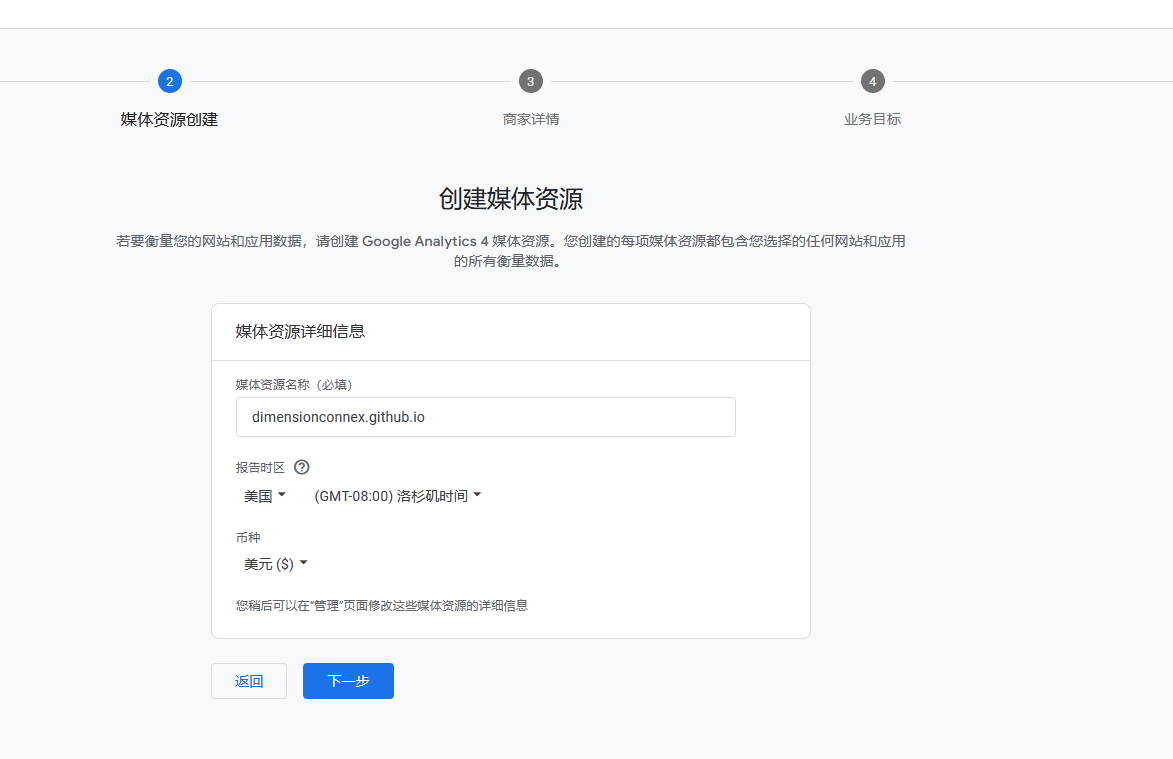 2
3
4
媒体资源创建
商家详情
业务目标
创建媒体资源
若要衡量您的网站和应用数据，请创建 Google Analytics 4 媒体资源。您创建的每项媒体资源都包含您选择的任何网站和应用
的所有衡量数据。
媒体资源详细信息
媒体资源名称（必填）
dimensionconnex.github.io
报告时区 ?
美国 (GMT-08:00) 洛杉矶时间
币种
美元 ($)
您稍后可以在“管理”页面修改这些媒体资源的详细信息
返回 下一步